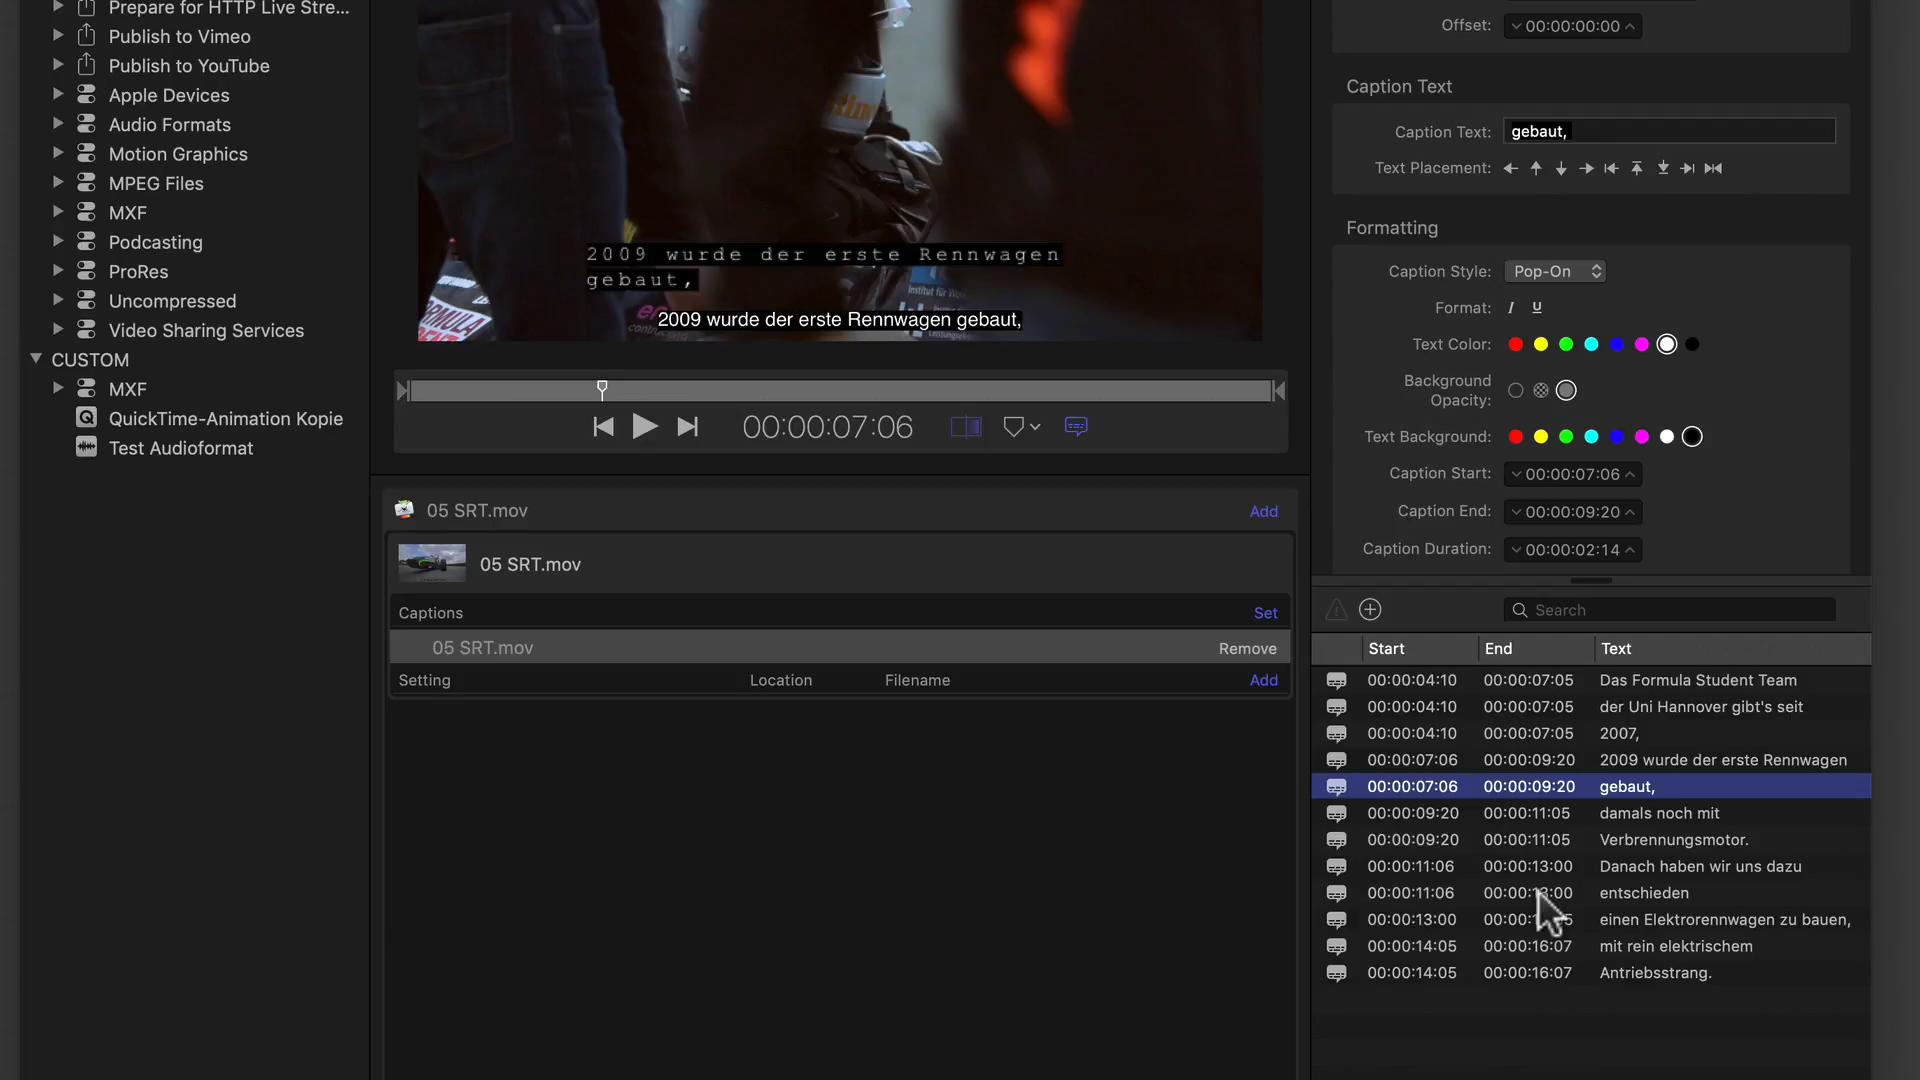 Prepare for HTTP Live Stre...
Publish to Vimeo
Publish to YouTube
Apple Devices
Audio Formats
Motion Graphics
MPEG Files
MXF
Podcasting
ProRes
Uncompressed
Video Sharing Services
CUSTOM
MXF
QuickTime-Animation Kopie
Test Audioformat
2009 wurde der erste Rennwagen
gebaut,
2009 wurde der erste Rennwagen gebaut,
00:00:07:06
05 SRT.mov Add
05 SRT.mov
Captions Set
05 SRT.mov Remove
Setting Location Filename Add
Offset: 00:00:00:00
Caption Text
Caption Text: gebaut,
Text Placement:
Formatting
Caption Style: Pop-On
Format: I U
Text Color:
Background
Opacity:
Text Background:
Caption Start: 00:00:07:06
Caption End: 00:00:09:20
Caption Duration: 00:00:02:14
Search
Start End Text
00:00:04:10 00:00:07:05 Das Formula Student Team
00:00:04:10 00:00:07:05 der Uni Hannover gibt's seit
00:00:04:10 00:00:07:05 2007,
00:00:07:06 00:00:09:20 2009 wurde der erste Rennwagen
00:00:07:06 00:00:09:20 gebaut,
00:00:09:20 00:00:11:05 damals noch mit
00:00:09:20 00:00:11:05 Verbrennungsmotor.
00:00:11:06 00:00:13:00 Danach haben wir uns dazu
00:00:11:06 00:00:13:00 entschieden
00:00:13:00 einen Elektrorennwagen zu bauen,
00:00:14:05 00:00:16:07 mit rein elektrischem
00:00:14:05 00:00:16:07 Antriebsstrang.